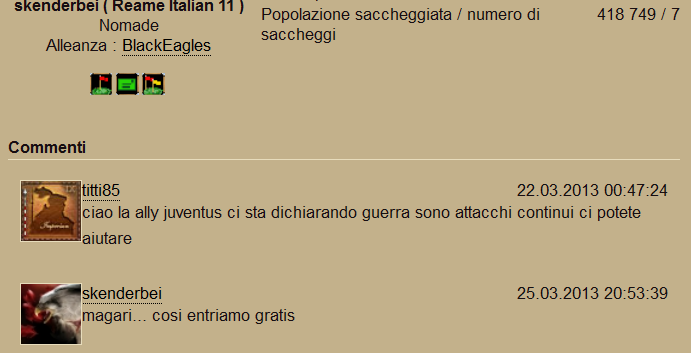 skenderbei ( Reame Italian 11 )
Nomade
Alleanza : BlackEagles
Popolazione saccheggiata / numero di
saccheggi
418 749 / 7
Commenti
titti85
22.03.2013 00:47:24
ciao la ally juventus ci sta dichiarando guerra sono attacchi continui ci potete
aiutare
Imperian
skenderbei
25.03.2013 20:53:39
magari... cosi entriamo gratis